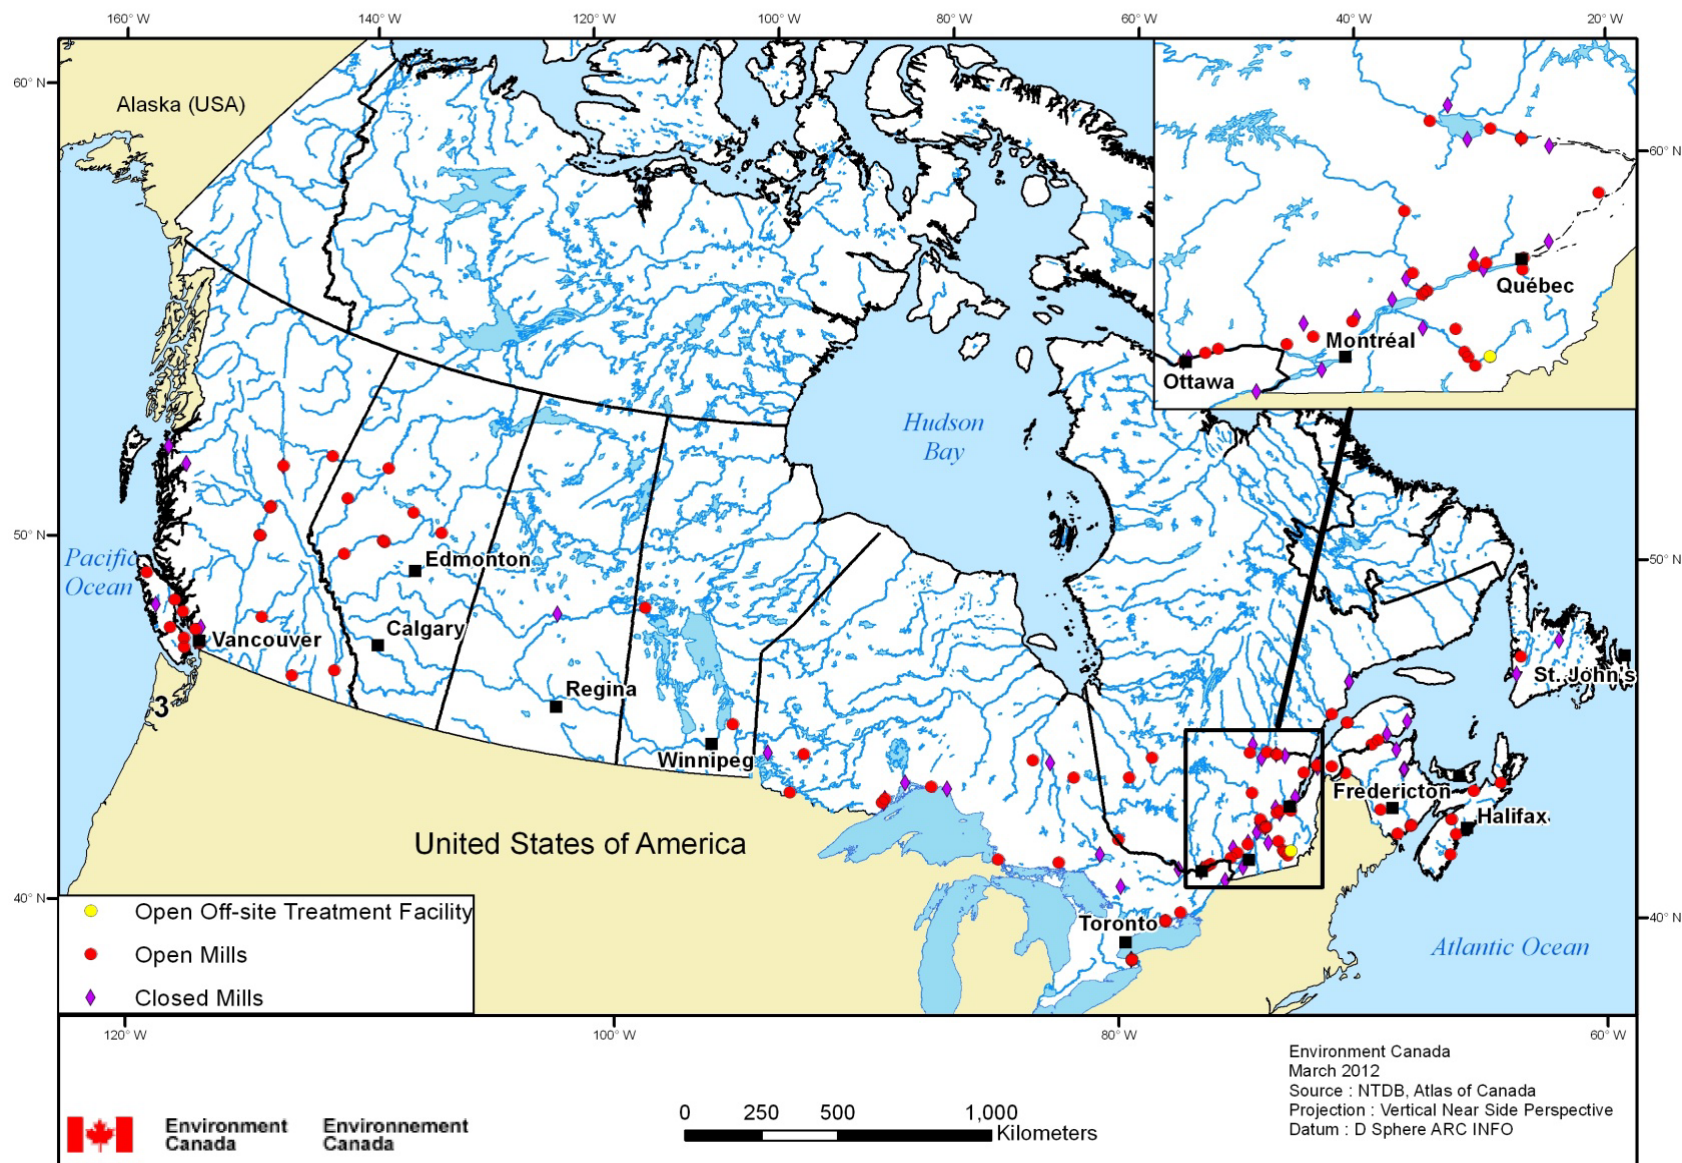 160° W 140° W 120° W 100° W 80° W 60° W 40° W 20° W
60° N
Alaska (USA)
60° N
Québec
Montréal
Ottawa
Hudson
Bay
50° N
Pacific
Ocean
Edmonton
50° N
Calgary
Vancouver
St. John's
Regina
3
Winnipeg
Fredericton
Halifax
United States of America
40° N
Open Off-site Treatment Facility
Toronto
40° N
Atlantic Ocean
Open Mills
Closed Mills
120° W 100° W 80° W 60° W
Environment Canada
March 2012
Source : NTDB, Atlas of Canada
Projection : Vertical Near Side Perspective
Datum : D Sphere ARC INFO
0 250 500 1,000
Kilometers
Environment
Canada
Environnement
Canada